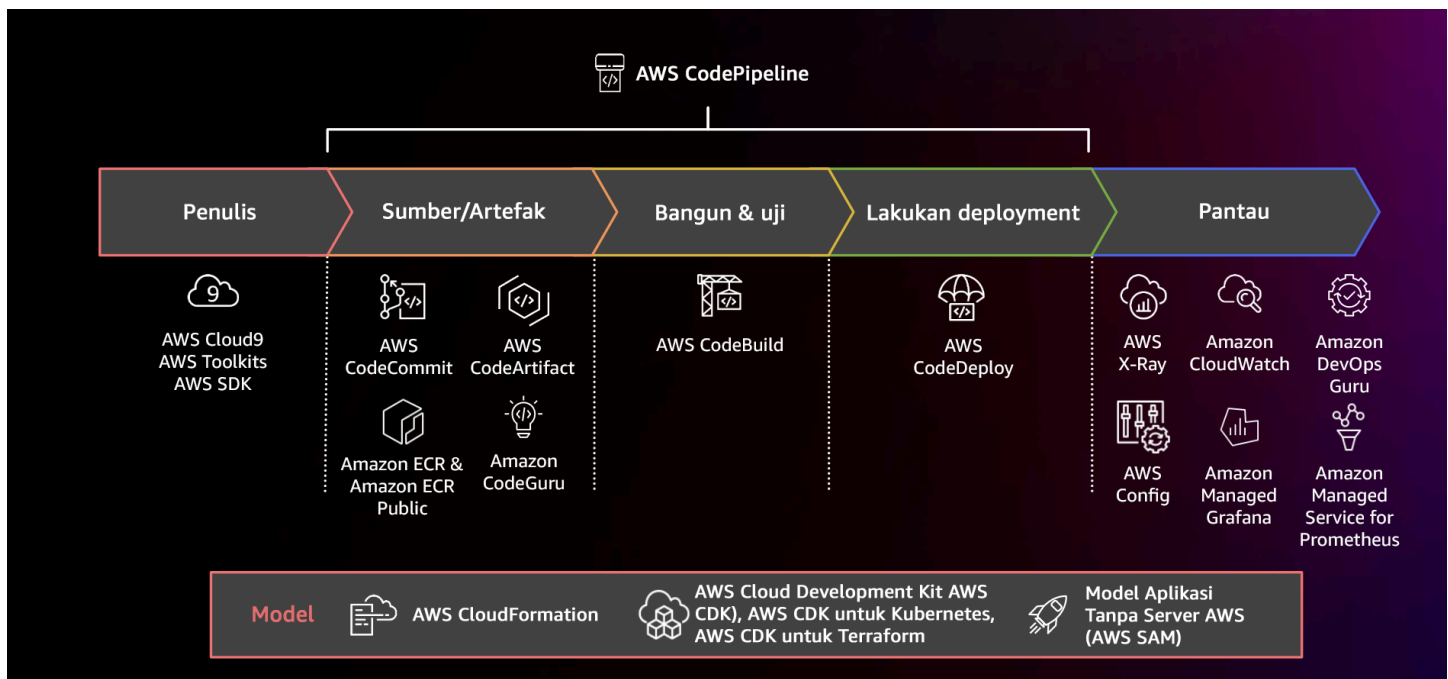 AWS CodePipeline
Penulis
Sumber/Artefak
Bangun & uji
Lakukan deployment
Pantau
9
AWS Cloud9
AWS Toolkits
AWS SDK
AWS
CodeCommit
AWS
CodeArtifact
Amazon ECR &
Amazon ECR
Public
Amazon
CodeGuru
AWS CodeBuild
AWS
CodeDeploy
AWS
X-Ray
Amazon
CloudWatch
Amazon
DevOps
Guru
AWS
Config
Amazon
Managed
Grafana
Amazon
Managed
Service for
Prometheus
Model
AWS CloudFormation
AWS Cloud Development Kit AWS
CDK), AWS CDK untuk Kubernetes,
AWS CDK untuk Terraform
Model Aplikasi
Tanpa Server AWS
(AWS SAM)